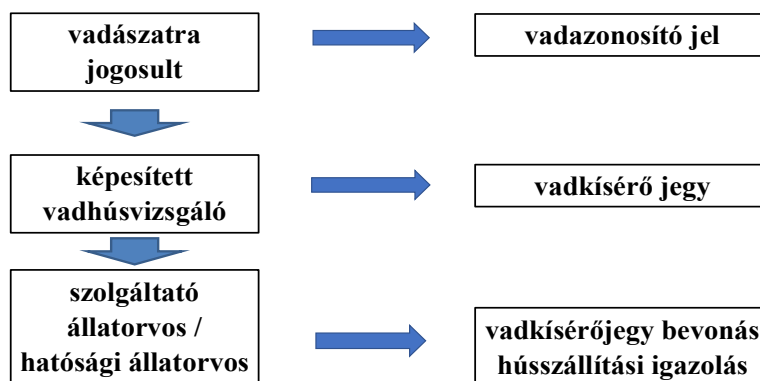 vadászatra
jogosult
vadazonosító jel
képesített
vadhúsvizsgáló
vadkísérő jegy
szolgáltató
állatorvos /
hatósági állatorvos
vadkísérőjegy bevonás
hússzállítási igazolás